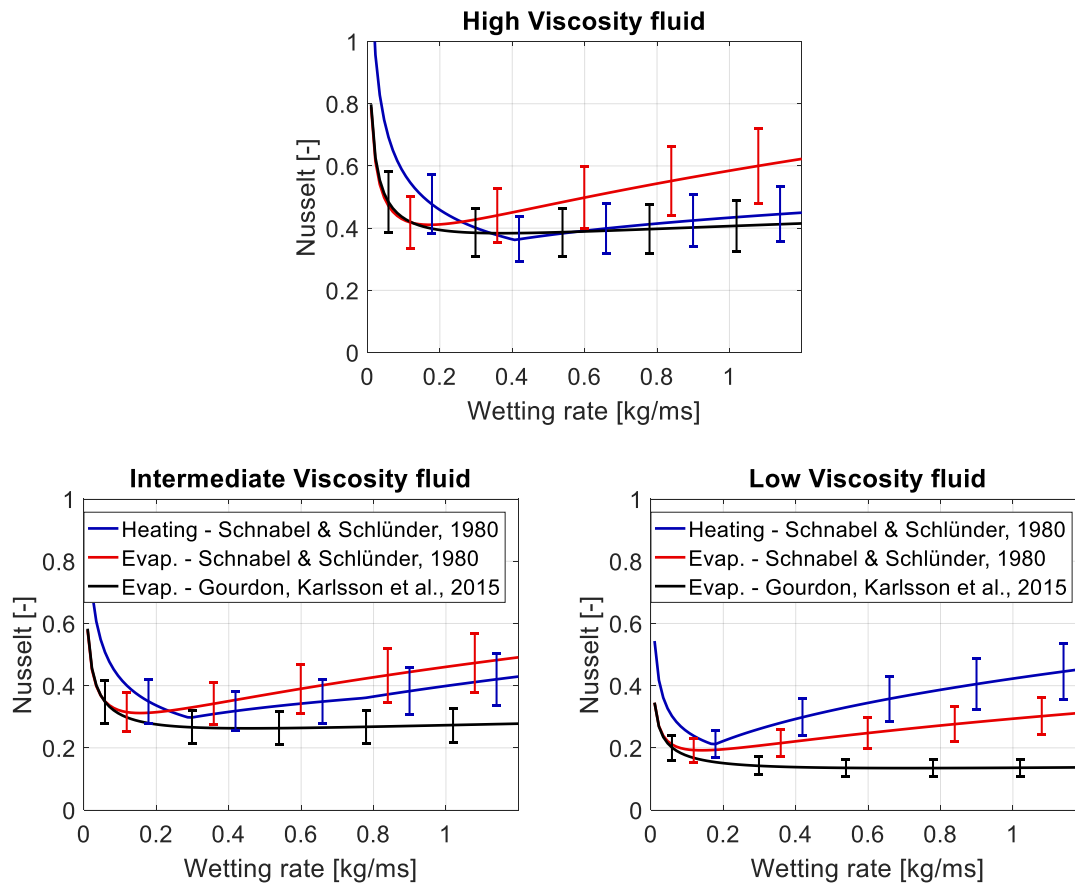 High Viscosity fluid
1
0.8
0.6
0.4
0.2
0
Nusselt [-]
0 0.2 0.4 0.6 0.8 1
Wetting rate [kg/ms]
Intermediate Viscosity fluid
1
0.8
0.6
0.4
0.2
0
Nusselt [-]
Heating - Schnabel & Schlünder, 1980
Evap. - Schnabel & Schlünder, 1980
Evap. - Gourdon, Karlsson et al., 2015
0 0.2 0.4 0.6 0.8 1
Wetting rate [kg/ms]
Low Viscosity fluid
1
0.8
0.6
0.4
0.2
0
Nusselt [-]
Heating - Schnabel & Schlünder, 1980
Evap. - Schnabel & Schlünder, 1980
Evap. - Gourdon, Karlsson et al., 2015
0 0.2 0.4 0.6 0.8 1
Wetting rate [kg/ms]